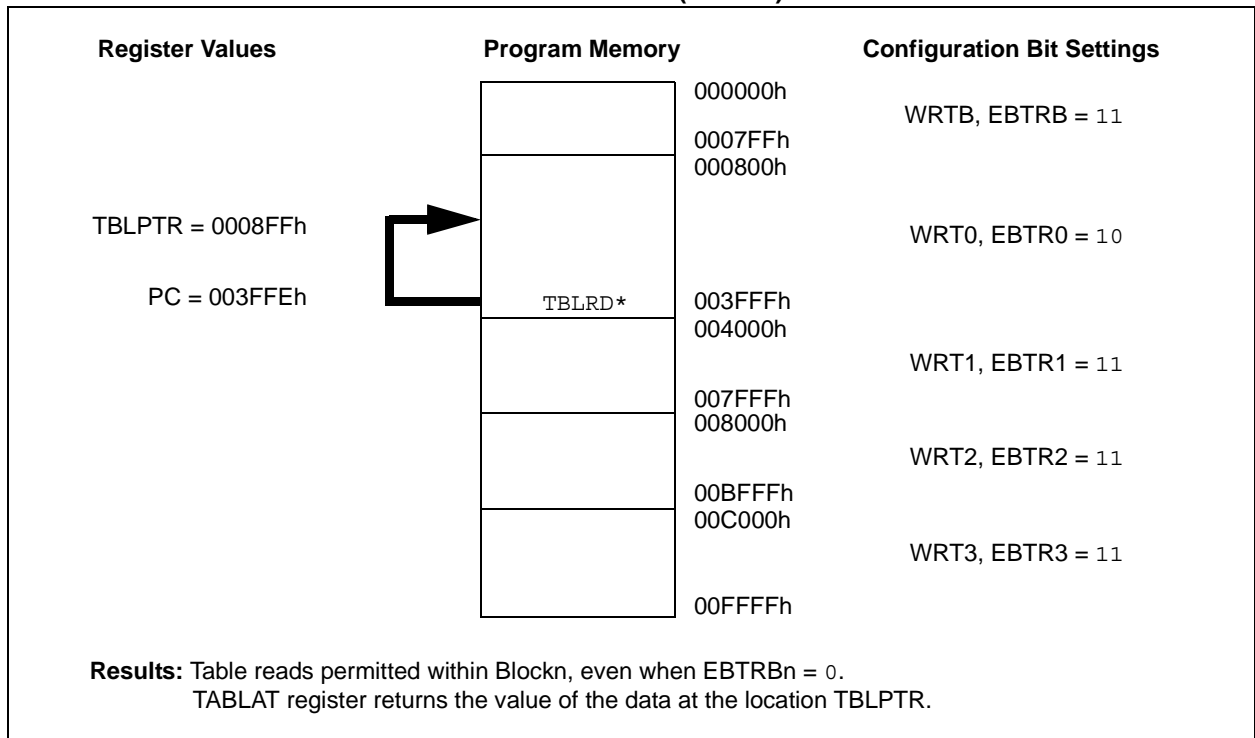 Register Values Program Memory Configuration Bit Settings
000000h
WRTB, EBTRB = 11
0007FFh
000800h
TBLPTR = 0008FFh
WRT0, EBTR0 = 10
PC = 003FFEh
TBLRD*
003FFFh
004000h
WRT1, EBTR1 = 11
007FFFh
008000h
WRT2, EBTR2 = 11
00BFFFh
00C000h
WRT3, EBTR3 = 11
00FFFFh
Results: Table reads permitted within Blockn, even when EBTRBn = 0.
TABLAT register returns the value of the data at the location TBLPTR.